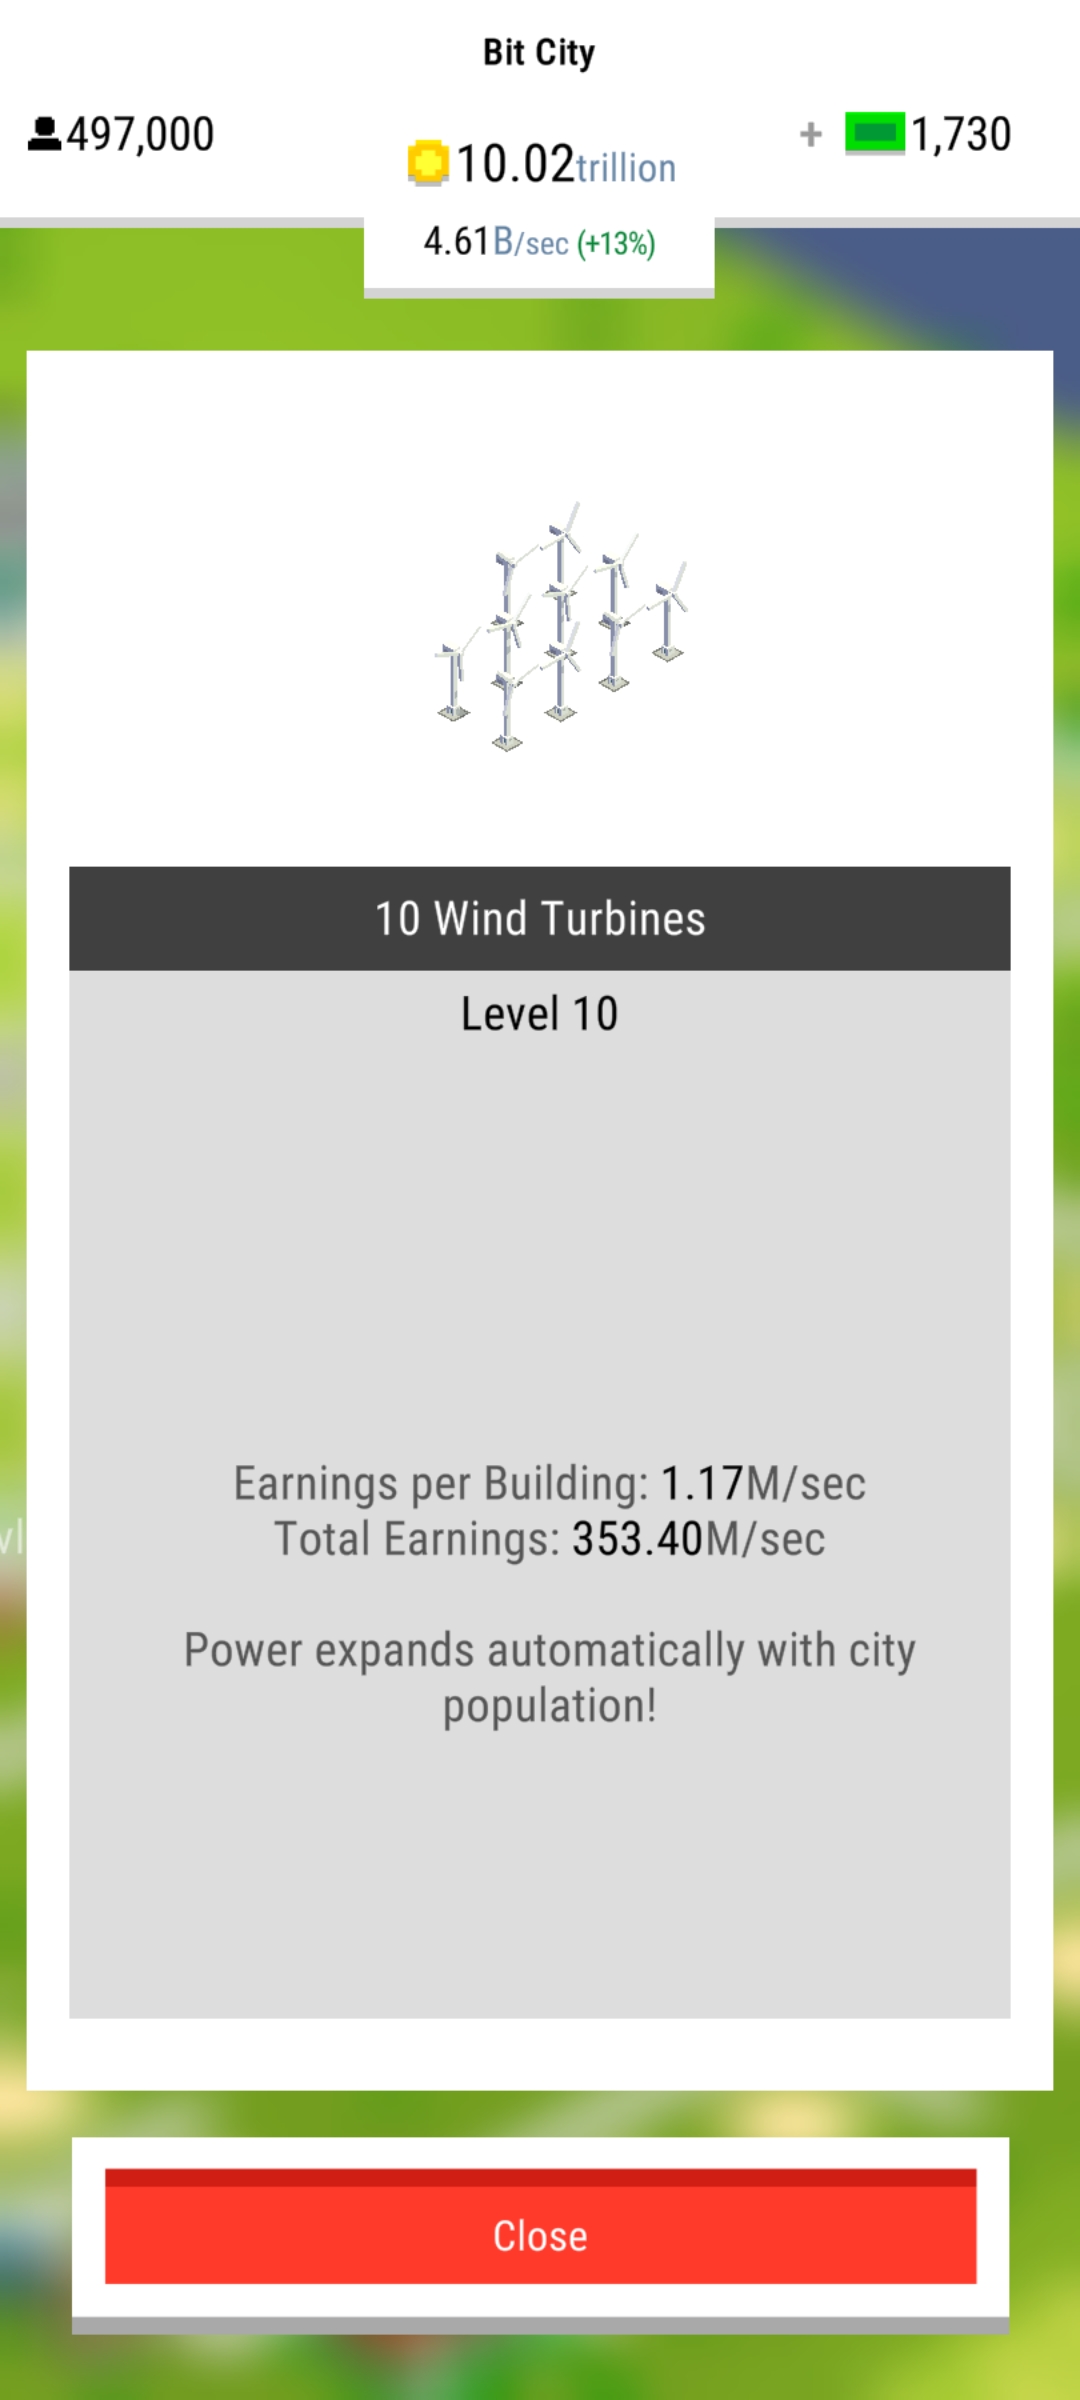 Bit City
497,000
10.02trillion
+ 1,730
4.61B/sec (+13%)
10 Wind Turbines
Level 10
Earnings per Building: 1.17M/sec
Total Earnings: 353.40M/sec
Power expands automatically with city
population!
Close